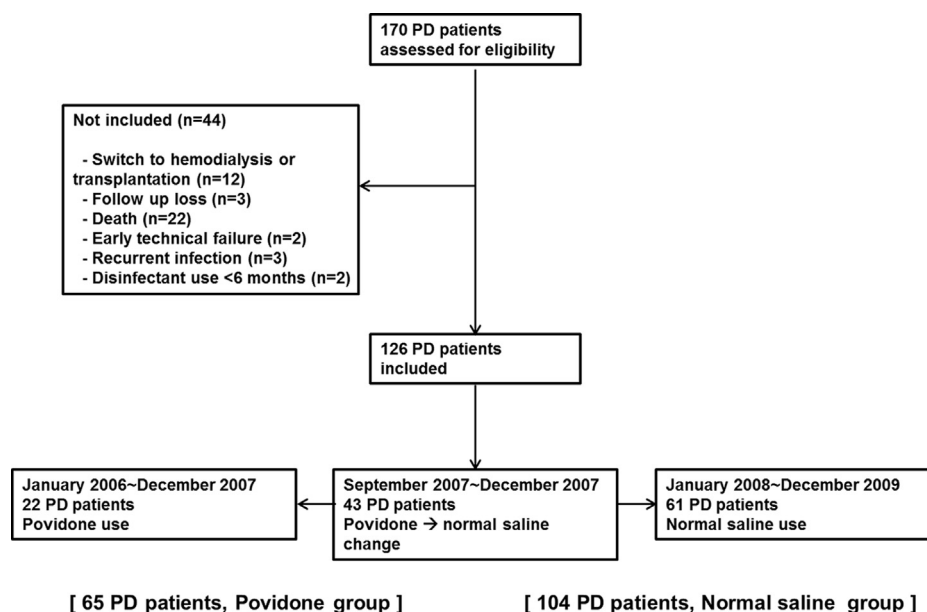 170 PD patients
assessed for eligibility
Not included (n=44)
- Switch to hemodialysis or
transplantation (n=12)
- Follow up loss (n=3)
- Death (n=22)
- Early technical failure (n=2)
- Recurrent infection (n=3)
- Disinfectant use <6 months (n=2)
126 PD patients
included
January 2006~December 2007
22 PD patients
Povidone use
September 2007~December 2007
43 PD patients
Povidone → normal saline
change
January 2008~December 2009
61 PD patients
Normal saline use
[ 65 PD patients, Povidone group ]
[ 104 PD patients, Normal saline group ]